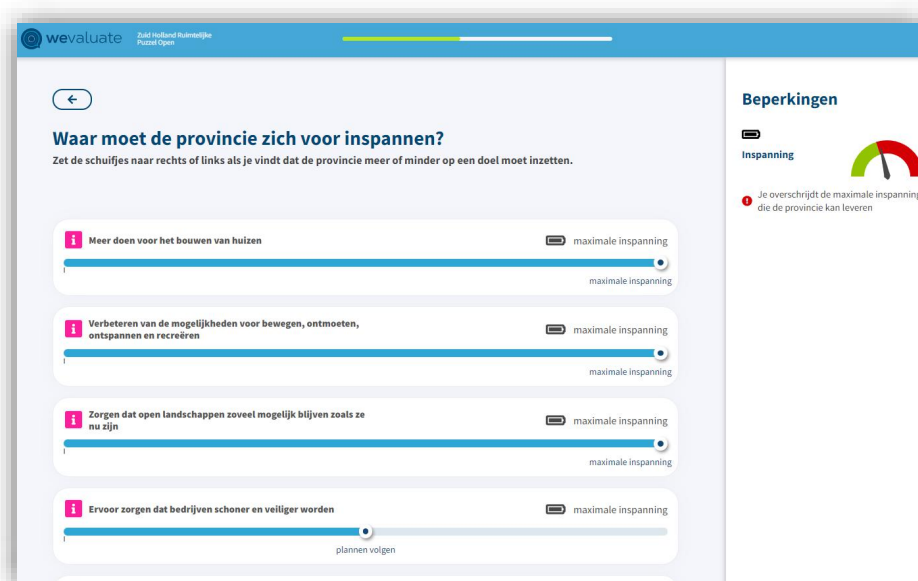 wevaluate
Zuid Holland Ruimtelijke
Puzzel Open
Waar moet de provincie zich voor inspannen?
Zet de schuifjes naar rechts of links als je vindt dat de provincie meer of minder op een doel moet inzetten.
i Meer doen voor het bouwen van huizen
maximale inspanning
maximale inspanning
i Verbeteren van de mogelijkheden voor bewegen, ontmoeten,
ontspannen en recreëren
maximale inspanning
maximale inspanning
i Zorgen dat open landschappen zoveel mogelijk blijven zoals ze
nu zijn
maximale inspanning
maximale inspanning
i Ervoor zorgen dat bedrijven schoner en veiliger worden
maximale inspanning
plannen volgen
Beperkingen
Inspanning
Je overschrijdt de maximale inspanning
die de provincie kan leveren